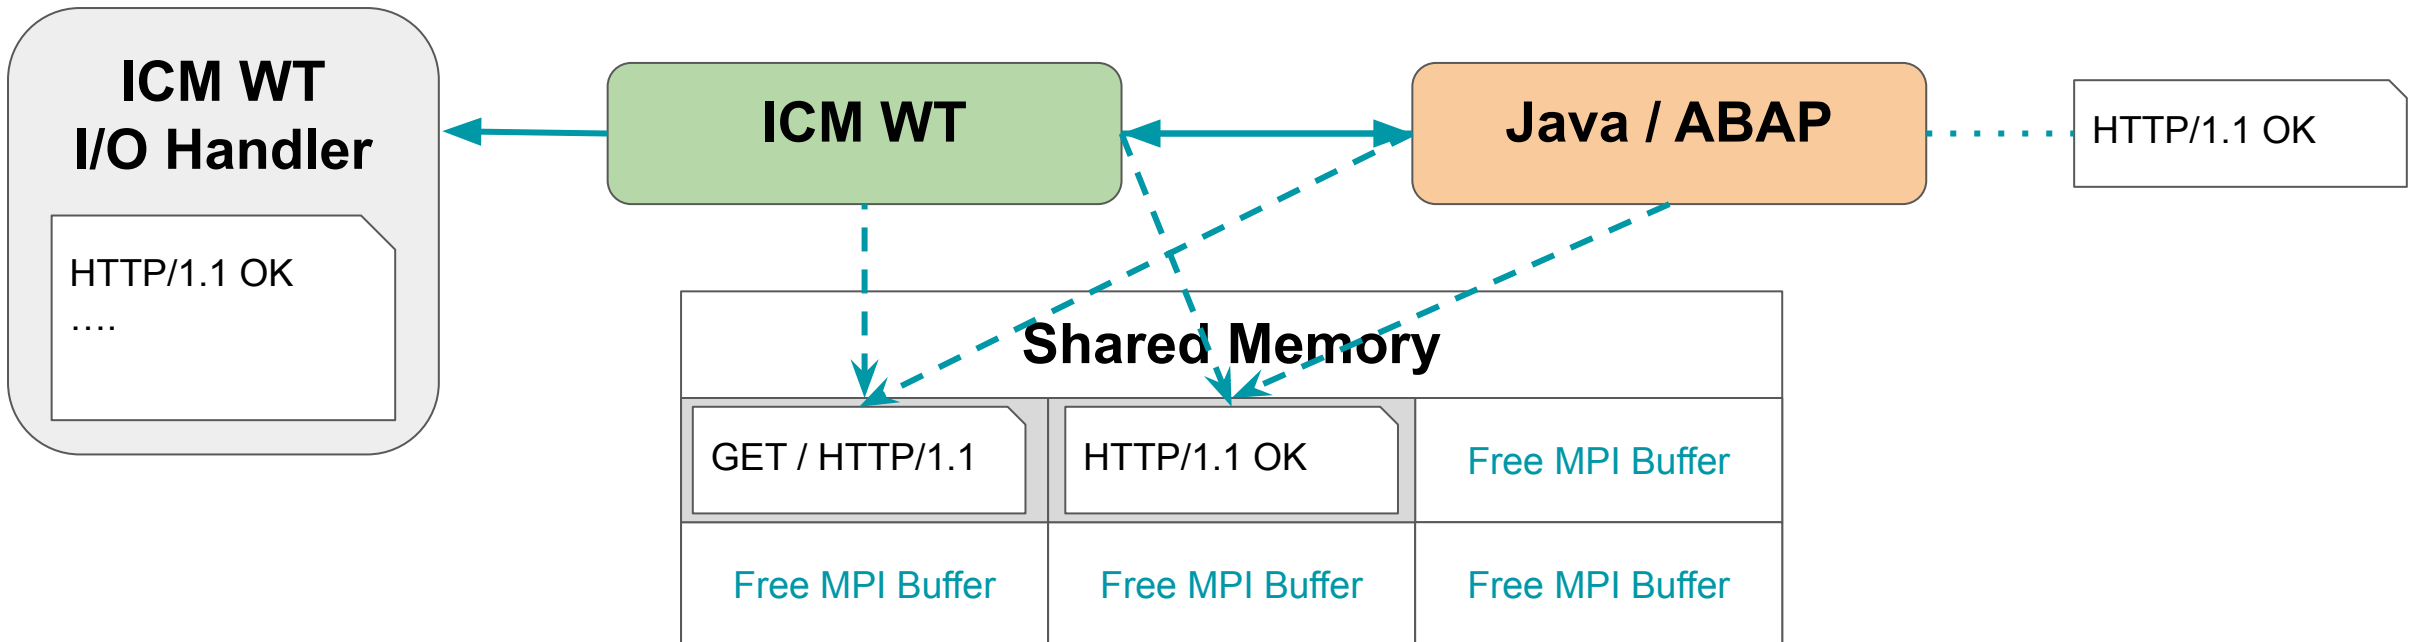 ICM WT
I/O Handler
HTTP/1.1 OK
....
ICM WT
Java / ABAP
HTTP/1.1 OK
Shared Memory
GET / HTTP/1.1
HTTP/1.1 OK
Free MPI Buffer
Free MPI Buffer
Free MPI Buffer
Free MPI Buffer